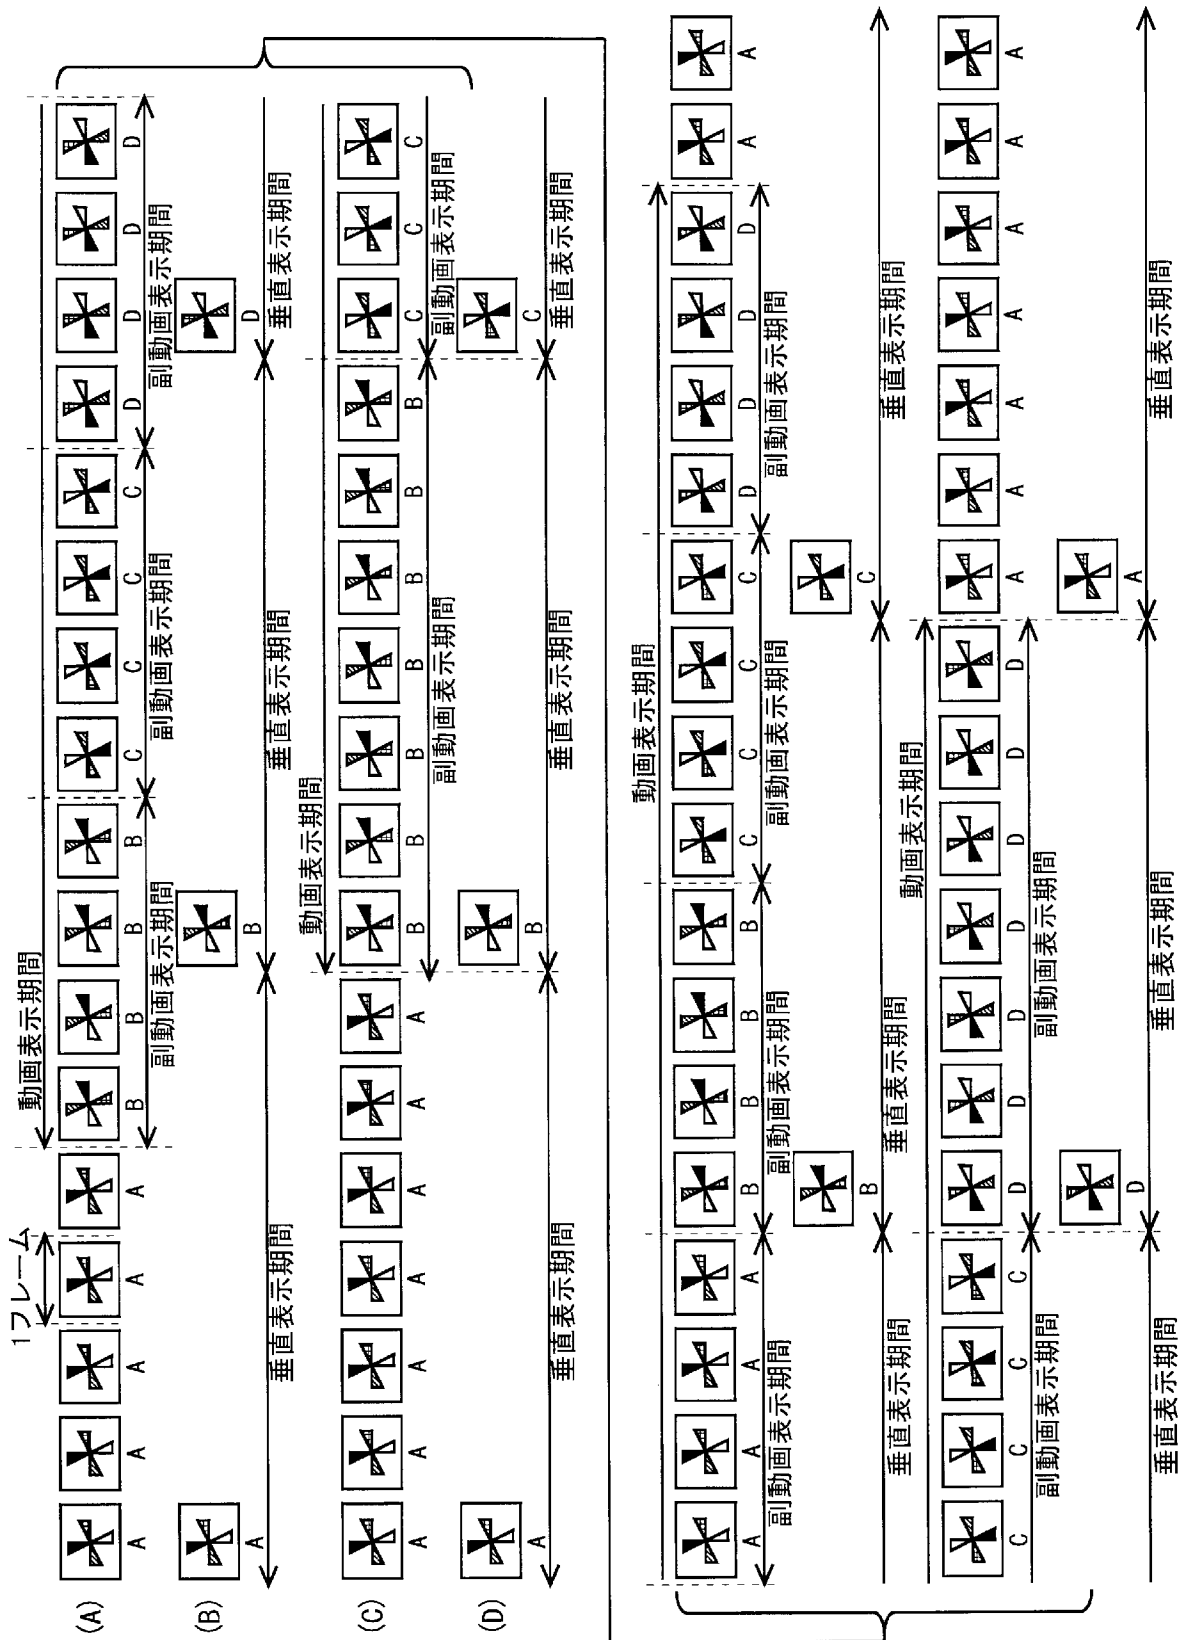 動画表示期間
1フレーム
(A)
A A A A A B B B B C C C C D D D D
副動画表示期間 副動画表示期間 副動画表示期間
(B)
A B D
垂直表示期間 垂直表示期間 垂直表示期間
動画表示期間
(C)
A A A A A A A B B B B B B B C C C
副動画表示期間 副動画表示期間
(D)
A B C
垂直表示期間 垂直表示期間 垂直表示期間
動画表示期間
A A A A B B B B C C C C D D D D A A
副動画表示期間 副動画表示期間 副動画表示期間 副動画表示期間
B C
垂直表示期間 垂直表示期間 垂直表示期間
動画表示期間
C C C C D D D D D D D A A A A A A A
副動画表示期間 副動画表示期間
D A
垂直表示期間 垂直表示期間 垂直表示期間